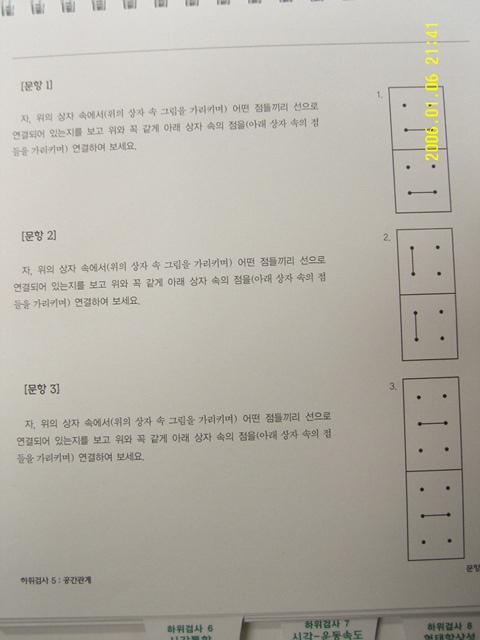 [문항 1]
1.
자, 위의 상자 속에서(위의 상자 속 그림을 가리키며) 어떤 점들끼리 선으로
연결되어 있는지를 보고 위와 꼭 같게 아래 상자 속의 점을(아래 상자 속의 점
들을 가리키며) 연결하여 보세요.
2006.01.06 21:41
[문항 2]
2.
자, 위의 상자 속에서(위의 상자 속 그림을 가리키며) 어떤 점들끼리 선으로
연결되어 있는지를 보고 위와 꼭 같게 아래 상자 속의 점을(아래 상자 속의 점
들을 가리키며) 연결하여 보세요.
[문항 3]
3.
자, 위의 상자 속에서(위의 상자 속 그림을 가리키며) 어떤 점들끼리 선으로
연결되어 있는지를 보고 위와 꼭 같게 아래 상자 속의 점을(아래 상자 속의 점
들을 가리키며) 연결하여 보세요.
하위검사 5 : 공간관계
문항
하위검사 6
시각통합
하위검사 7
시각-운동속도
하위검사 8
형태항상성